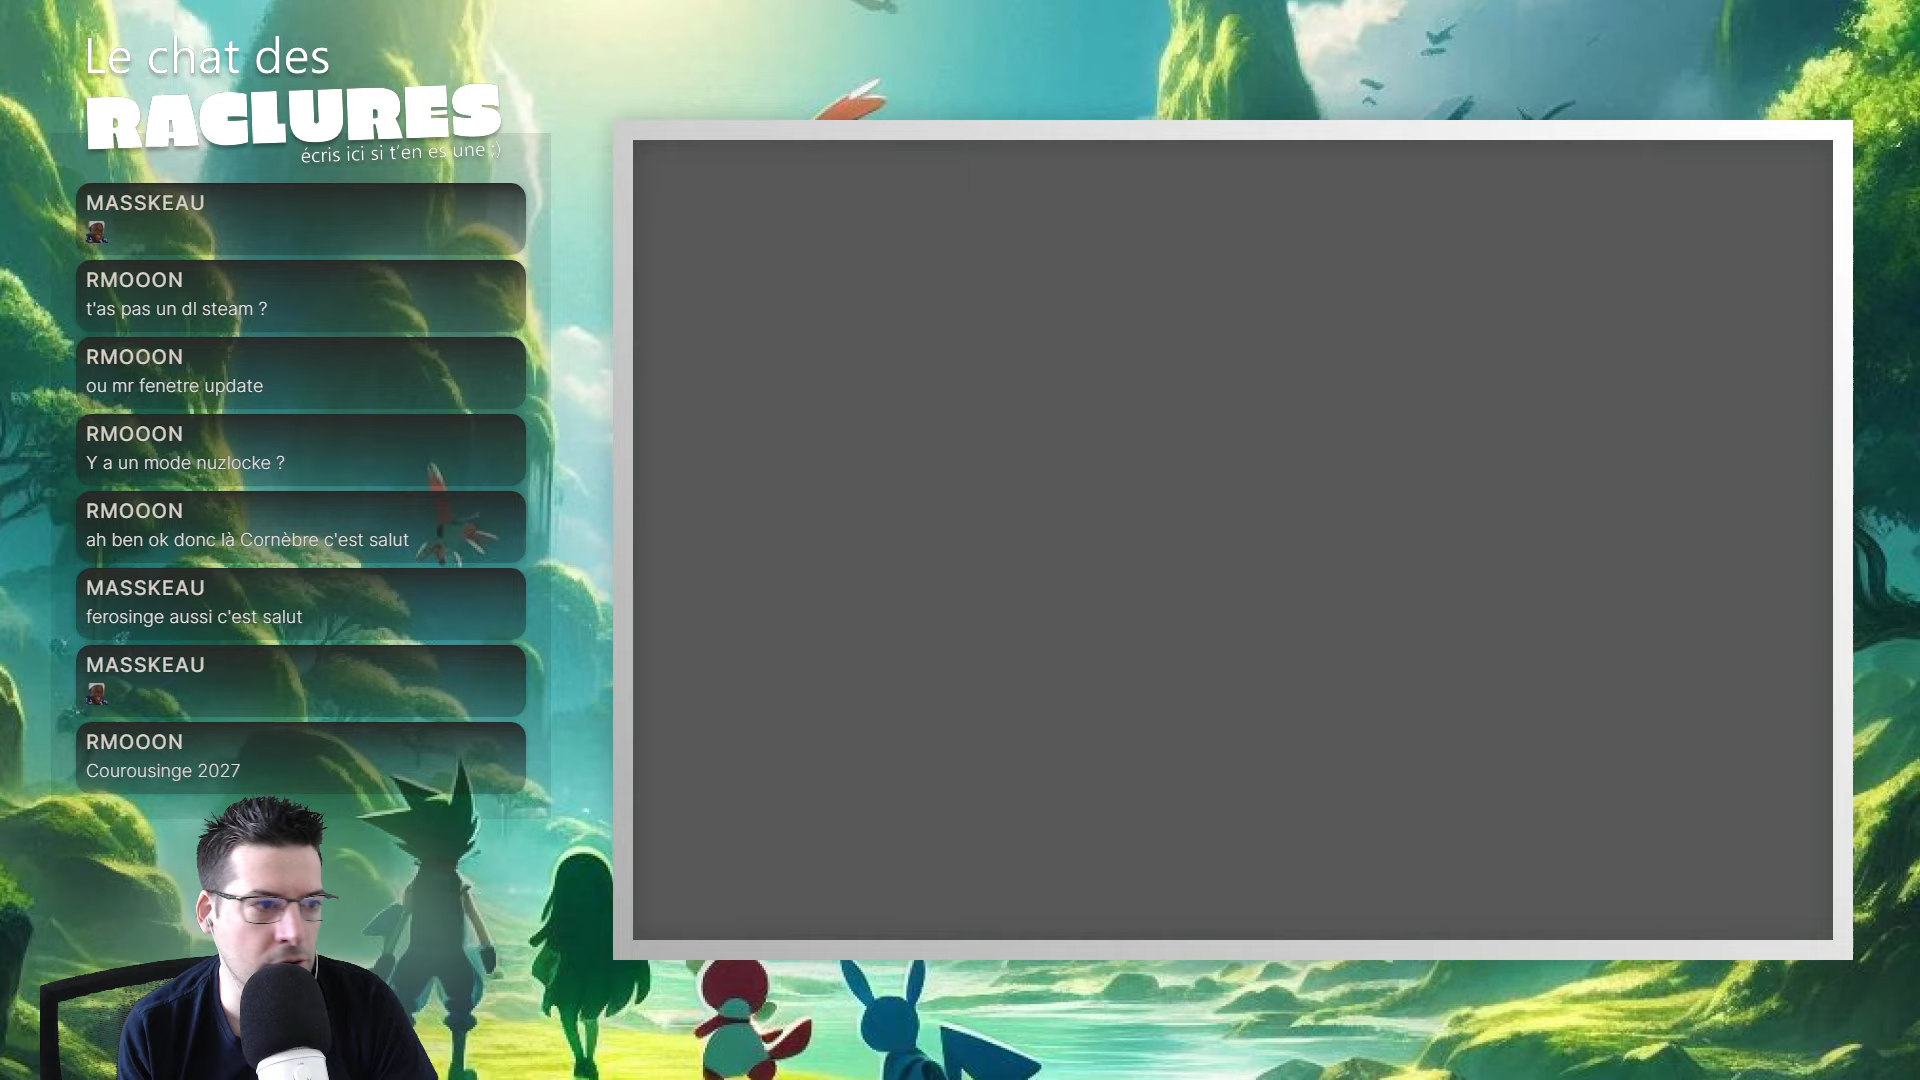 Le chat des
RACLURES
écris ici si t'en es une ;)
MASSKEAU
RMOOON
t'as pas un dl steam ?
RMOOON
ou mr fenetre update
RMOOON
Y a un mode nuzlocke ?
RMOOON
ah ben ok donc là Cornèbre c'est salut
MASSKEAU
ferosinge aussi c'est salut
MASSKEAU
RMOOON
Courousinge 2027